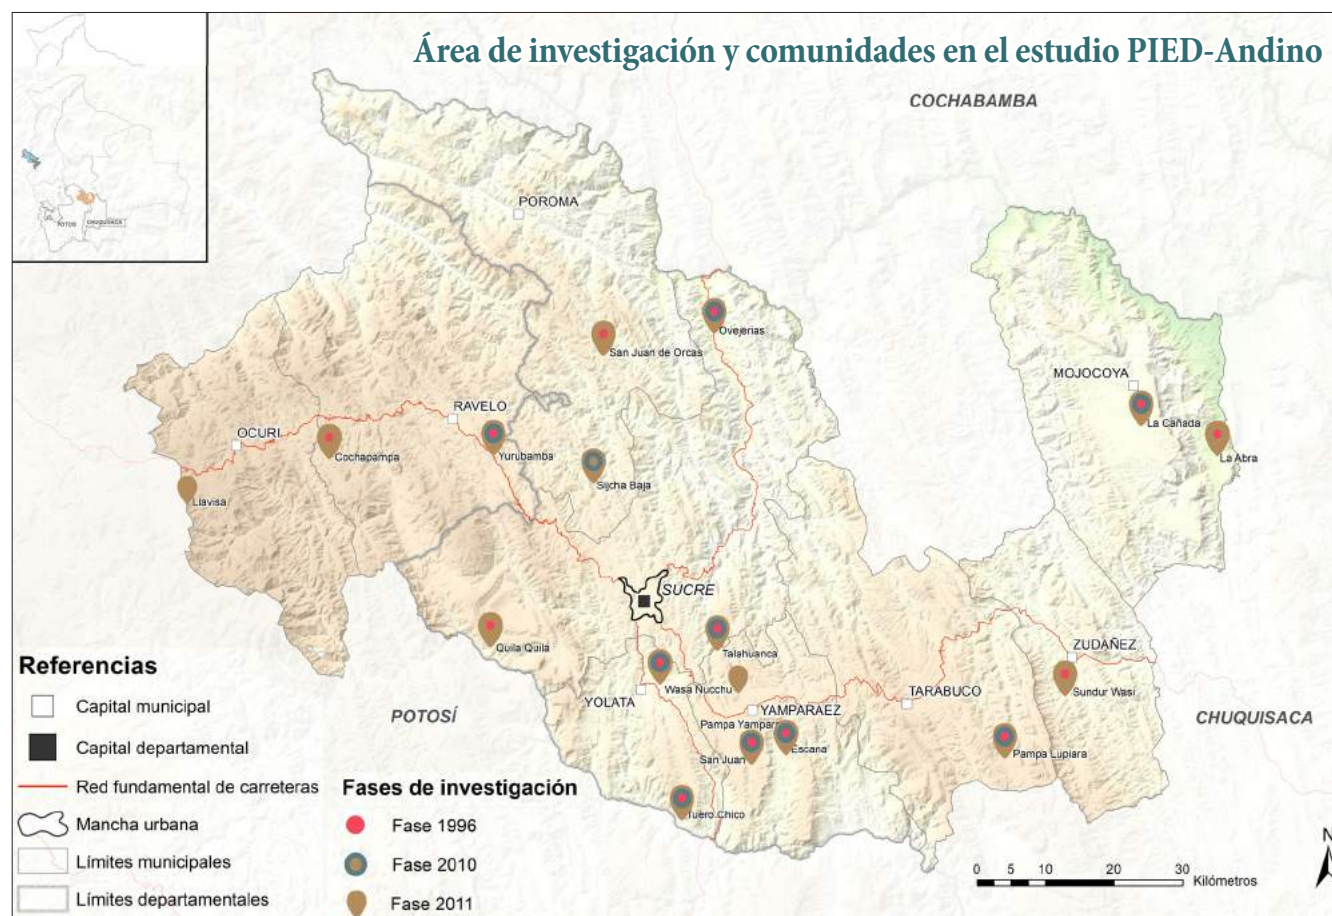 Área de investigación y comunidades en el estudio PIED-Andino
COCHABAMBA
POTOSI
CHUQUISACA
POROMA
Ovejerias
San Juan de Orcas
MOJOCOYA
La Cañada
RAVELO
OCURI
Cochapampa
Yurubamba
La Abra
Sijcha Baja
Llavisa
SUCRE
Quila Quila
Talahuanca
ZUDAÑEZ
Wasa Nucchu
Sundur Wasi
YOLATA
TARABUCO
YAMPARAEZ
POTOSÍ
CHUQUISACA
Pampa Yampara
Escana
San Juan
Pampa Lupiara
Tuero Chico
Referencias
Capital municipal
Capital departamental
Red fundamental de carreteras
Mancha urbana
Límites municipales
Límites departamentales
Fases de investigación
Fase 1996
Fase 2010
Fase 2011
0 5 10 20 30
Kilómetros
N